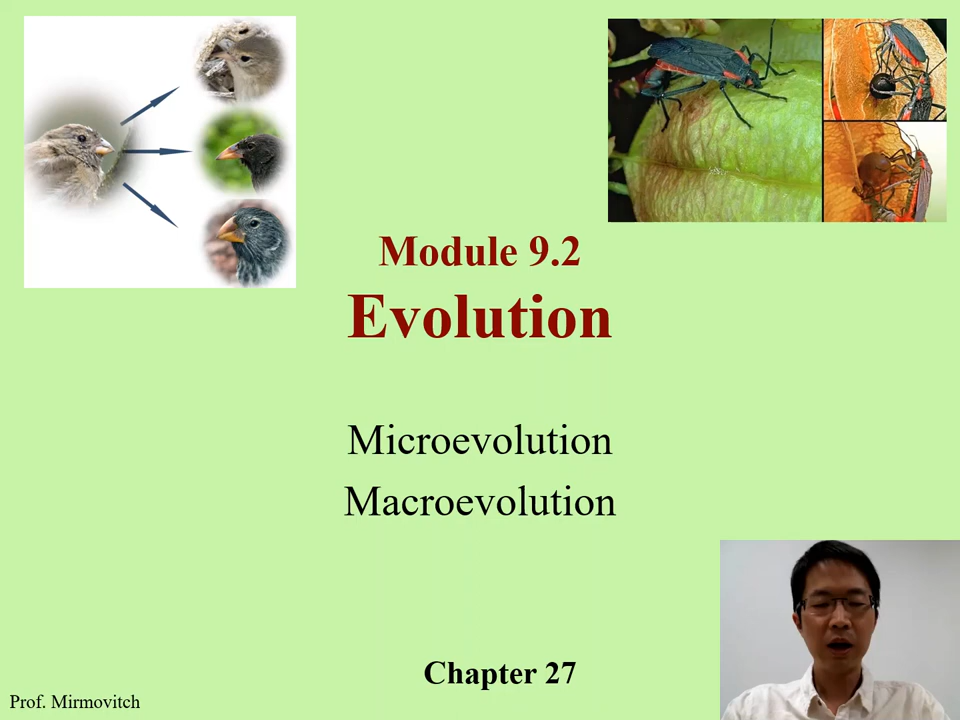 Module 9.2
Evolution
Microevolution
Macroevolution
Chapter 27
Prof. Mirmovitch